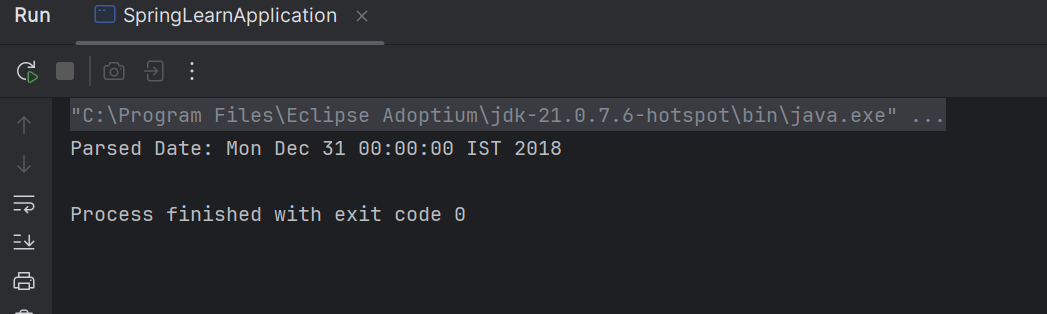 Run SpringLearnApplication
"C:\Program Files\Eclipse Adoptium\jdk-21.0.7.6-hotspot\bin\java.exe" ...
Parsed Date: Mon Dec 31 00:00:00 IST 2018
Process finished with exit code 0